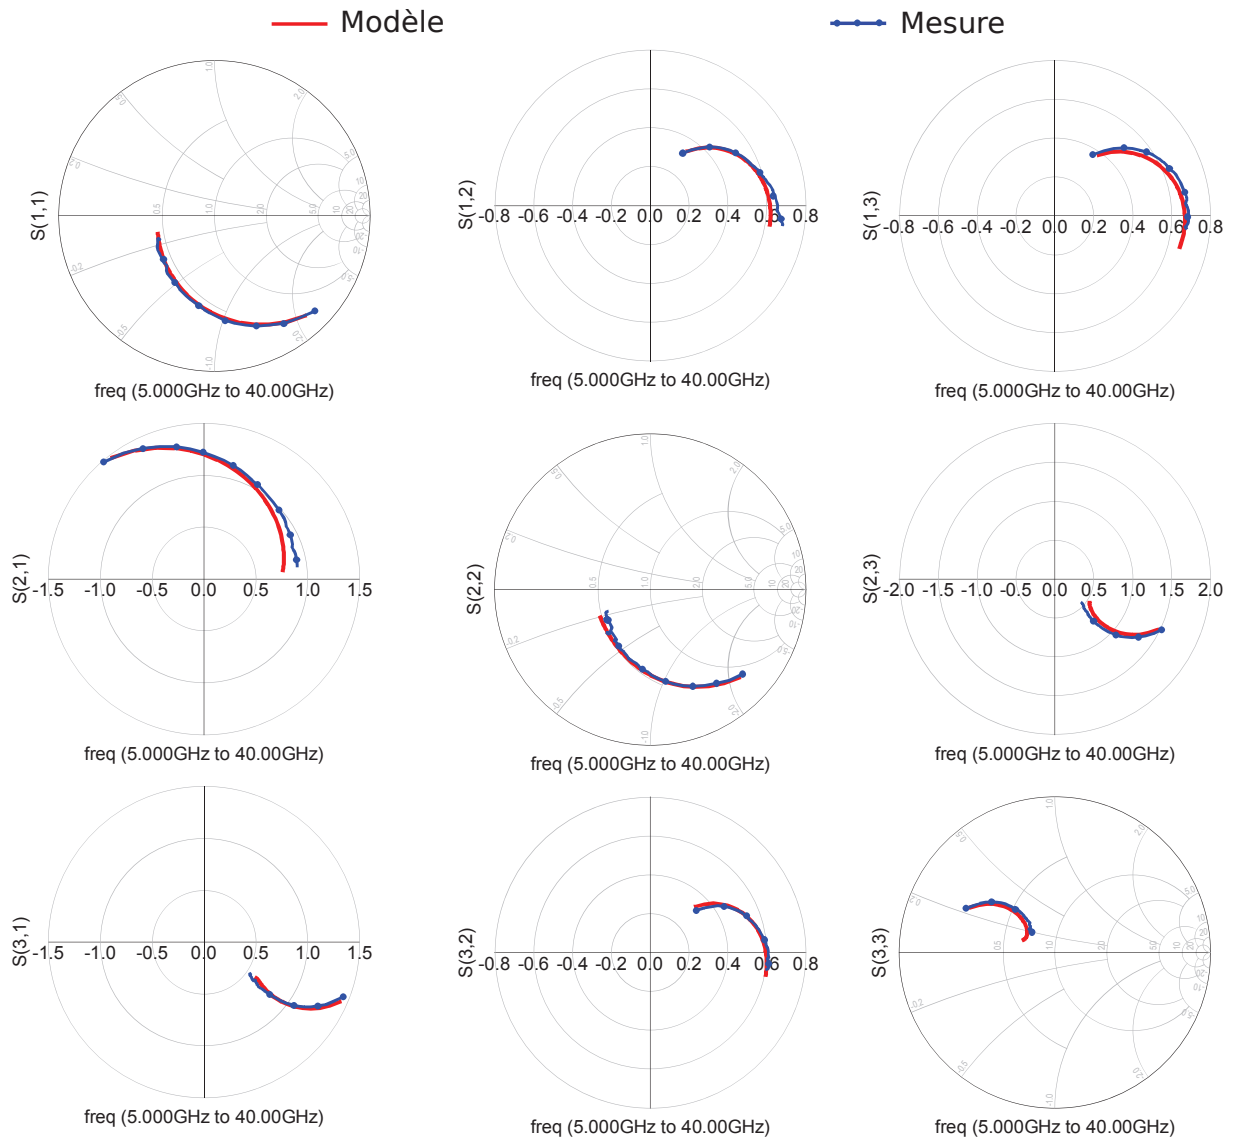 Modèle
Mesure
S(1,1)
freq (5.000GHz to 40.00GHz)
S(1,2)
-0.8 -0.6 -0.4 -0.2 0.0 0.2 0.4 0.6 0.8
freq (5.000GHz to 40.00GHz)
S(1,3)
-0.8 -0.6 -0.4 -0.2 0.0 0.2 0.4 0.6 0.8
freq (5.000GHz to 40.00GHz)
S(2,1)
-1.5 -1.0 -0.5 0.0 0.5 1.0 1.5
freq (5.000GHz to 40.00GHz)
S(2,2)
freq (5.000GHz to 40.00GHz)
S(2,3)
-2.0 -1.5 -1.0 -0.5 0.0 0.5 1.0 1.5 2.0
freq (5.000GHz to 40.00GHz)
S(3,1)
-1.5 -1.0 -0.5 0.0 0.5 1.0 1.5
freq (5.000GHz to 40.00GHz)
S(3,2)
-0.8 -0.6 -0.4 -0.2 0.0 0.2 0.4 0.6 0.8
freq (5.000GHz to 40.00GHz)
S(3,3)
freq (5.000GHz to 40.00GHz)